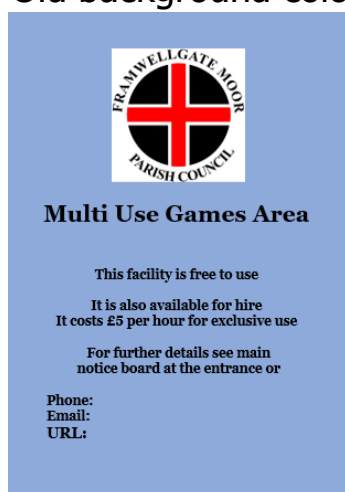 Old background colo
FRAMWELLGATE MOOR
PARISH COUNCIL
Multi Use Games Area
This facility is free to use
It is also available for hire
It costs £5 per hour for exclusive use
For further details see main
notice board at the entrance or
Phone:
Email:
URL: